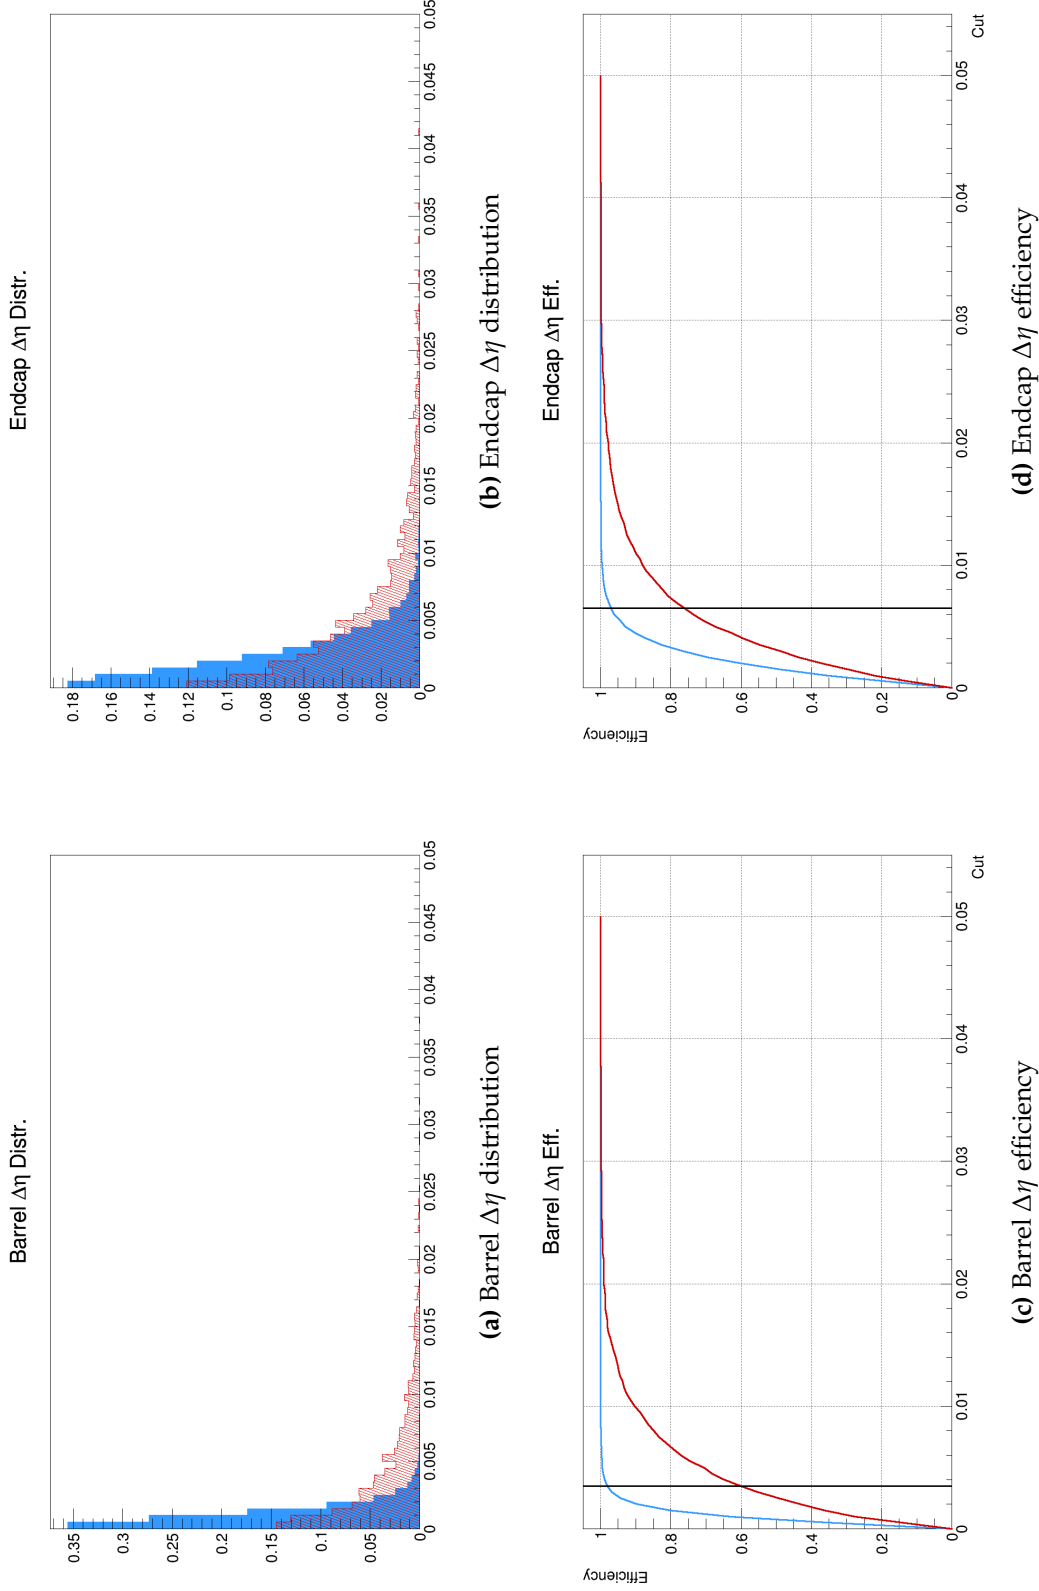 Barrel Δη Distr.
0.35
0.3
0.25
0.2
0.15
0.1
0.05
0
0 0.005 0.01 0.015 0.02 0.025 0.03 0.035 0.04 0.045 0.05
(a) Barrel Δη distribution
Endcap Δη Distr.
0.18
0.16
0.14
0.12
0.1
0.08
0.06
0.04
0.02
0
0 0.005 0.01 0.015 0.02 0.025 0.03 0.035 0.04 0.045 0.05
(b) Endcap Δη distribution
Barrel Δη Eff.
Efficiency
1
0.8
0.6
0.4
0.2
0
0 0.01 0.02 0.03 0.04 0.05
Cut
(c) Barrel Δη efficiency
Endcap Δη Eff.
Efficiency
1
0.8
0.6
0.4
0.2
0
0 0.01 0.02 0.03 0.04 0.05
Cut
(d) Endcap Δη efficiency